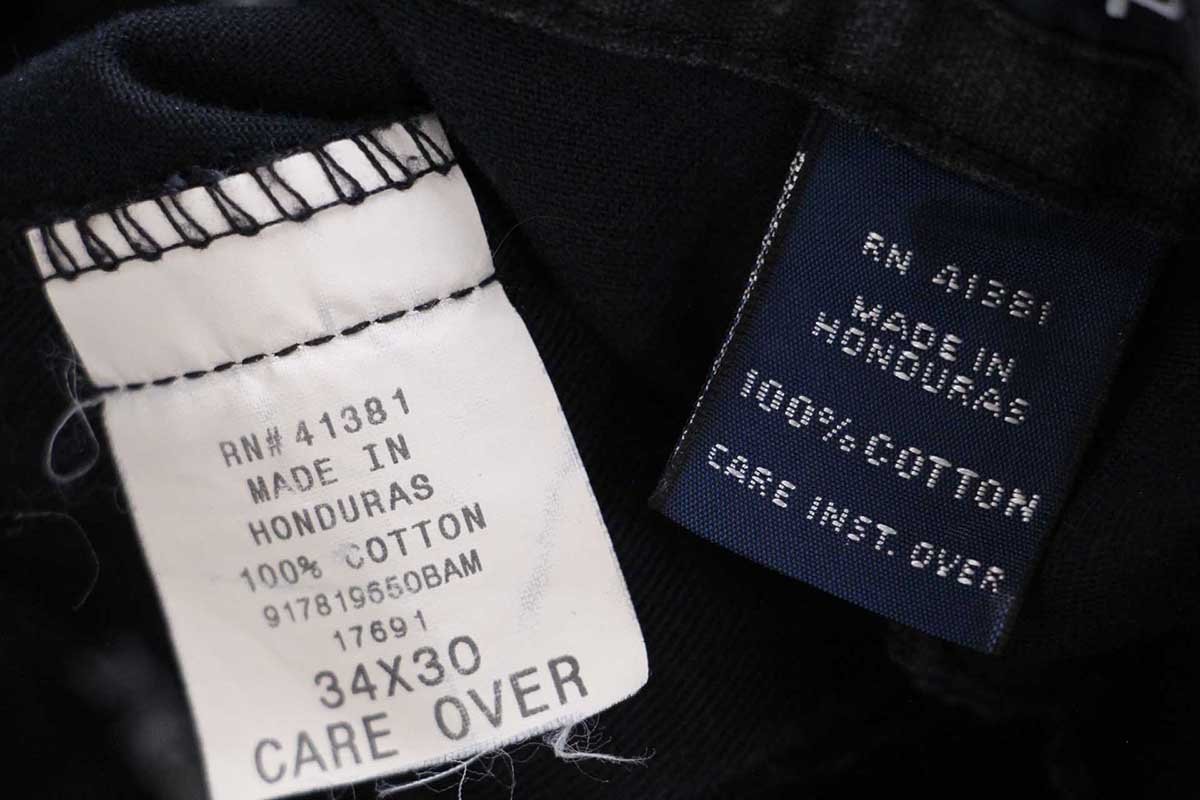 RN# 41381
MADE IN
HONDURAS
100% COTTON
917819650BAM
17691
34X30
CARE OVER
RN A1381
MADE IN
HONDURAS
100% COTTON
CARE INST. OVER